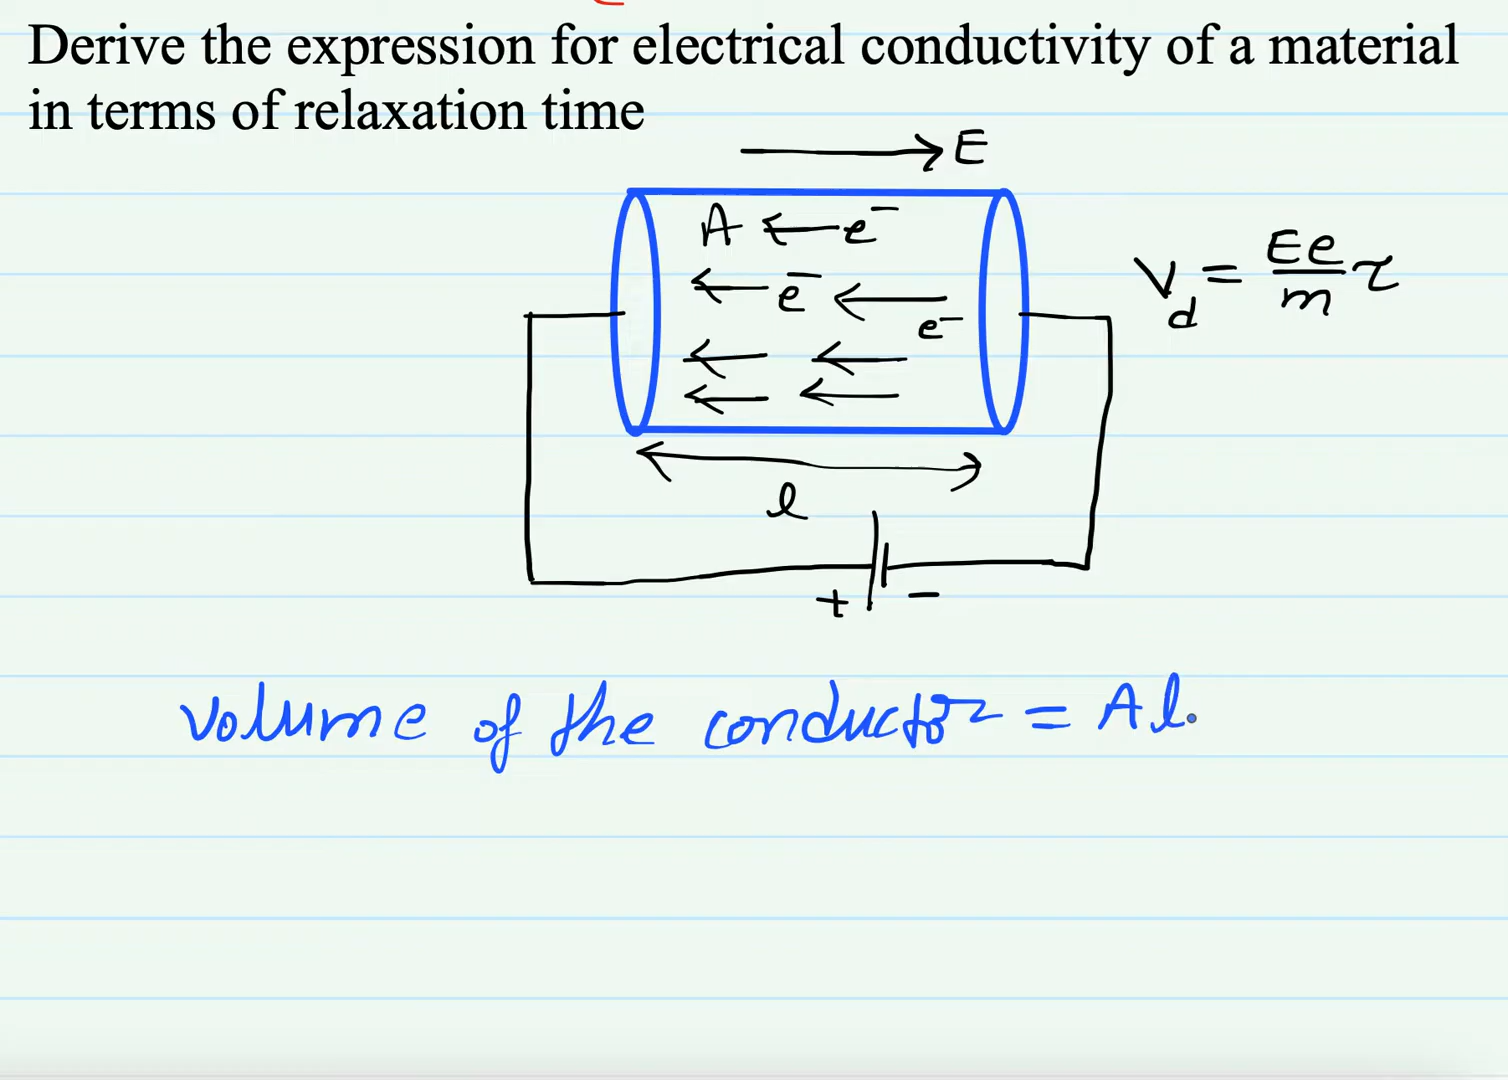 Derive the expression for electrical conductivity of a material
in terms of relaxation time
E
A ← e⁻
← e⁻ ← e⁻
V_d = Ee/m τ
l
+ −
volume of the conductor = Al.